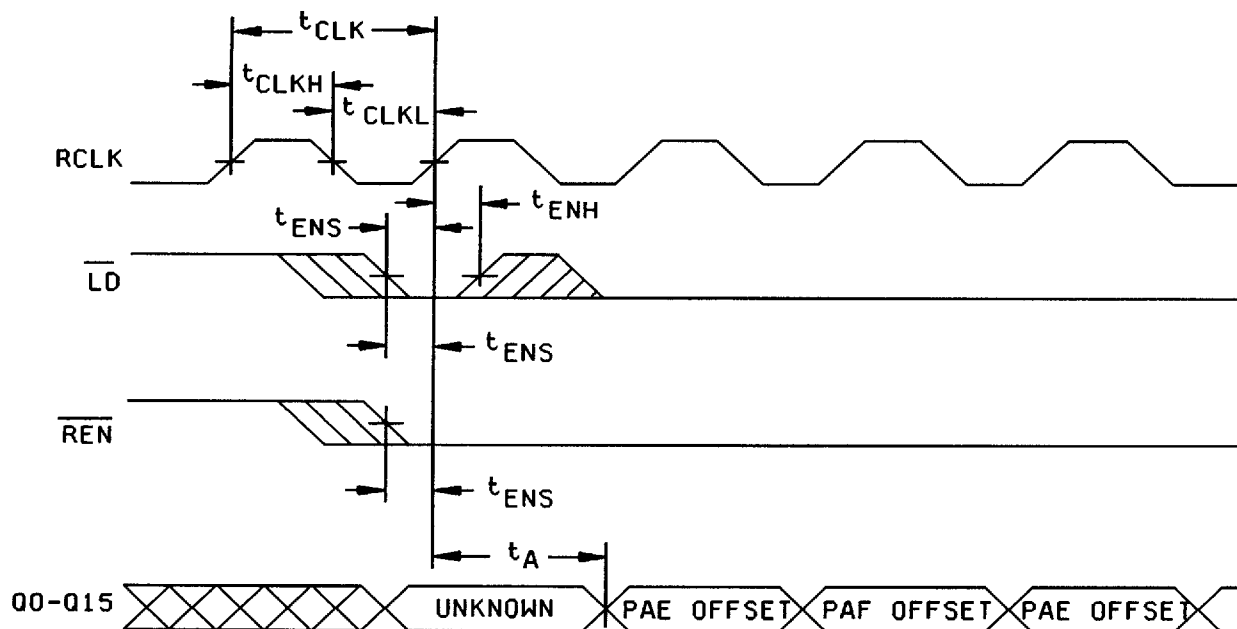 tCLK
tCLKH
tCLKL
RCLK
tENH
tENS
LD
tENS
REN
tENS
tA
Q0-Q15 UNKNOWN PAE OFFSET PAF OFFSET PAE OFFSET